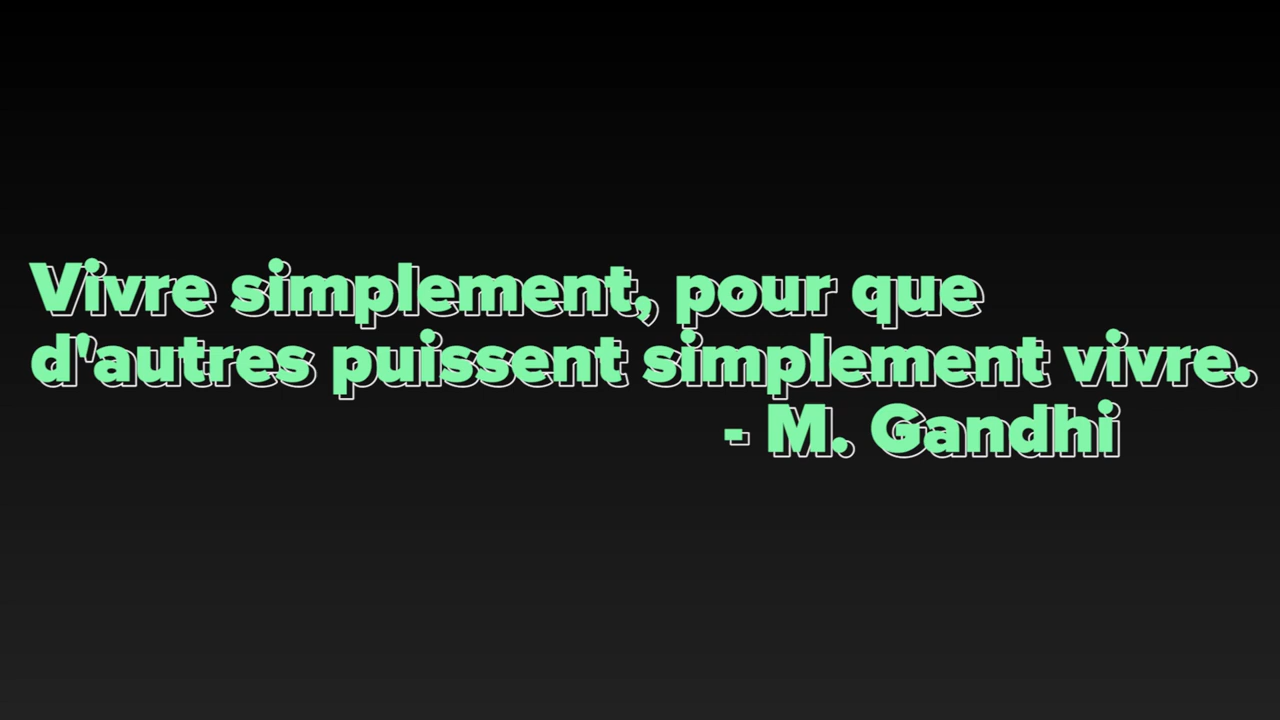 Vivre simplement, pour que
d'autres puissent simplement vivre.
- M. Gandhi